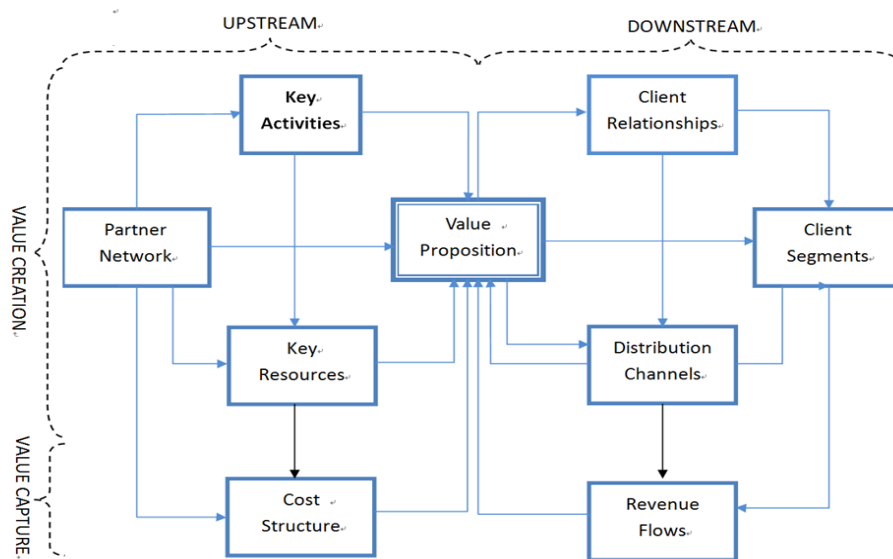 UPSTREAM
DOWNSTREAM
Key
Activities
Client
Relationships
VALUE CREATION
Partner
Network
Value
Proposition
Client
Segments
Key
Resources
Distribution
Channels
VALUE CAPTURE
Cost
Structure
Revenue
Flows